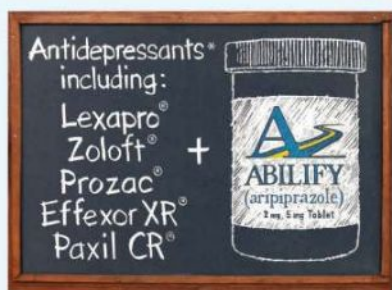 Antidepressants*
including:
Lexapro®
Zoloft®
Prozac®
Effexor XR®
Paxil CR®
+
A
ABILIFY
(aripiprazole)
2 mg, 5 mg Tablet